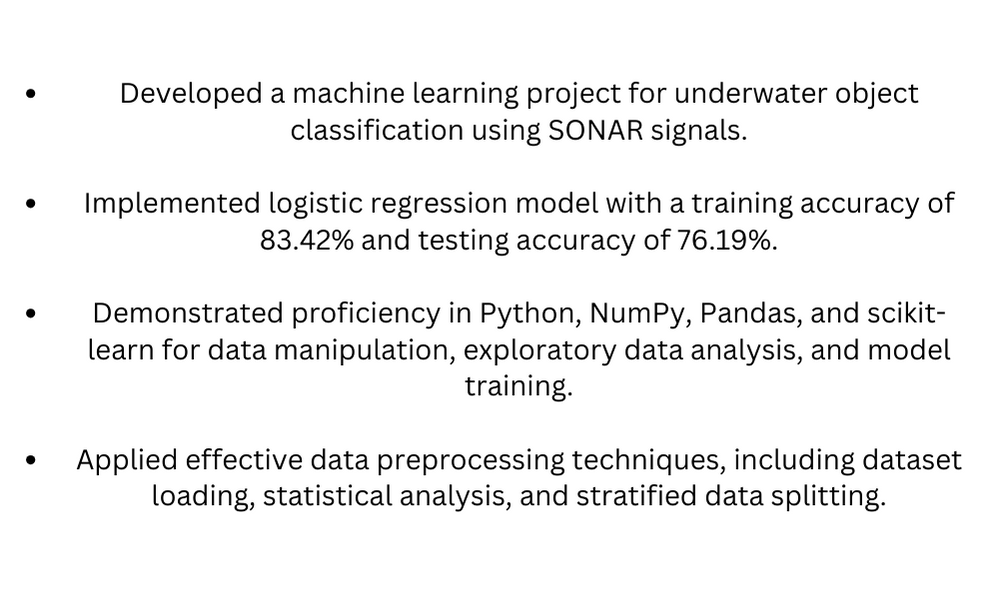 • Developed a machine learning project for underwater object
classification using SONAR signals.
• Implemented logistic regression model with a training accuracy of
83.42% and testing accuracy of 76.19%.
• Demonstrated proficiency in Python, NumPy, Pandas, and scikit-
learn for data manipulation, exploratory data analysis, and model
training.
• Applied effective data preprocessing techniques, including dataset
loading, statistical analysis, and stratified data splitting.